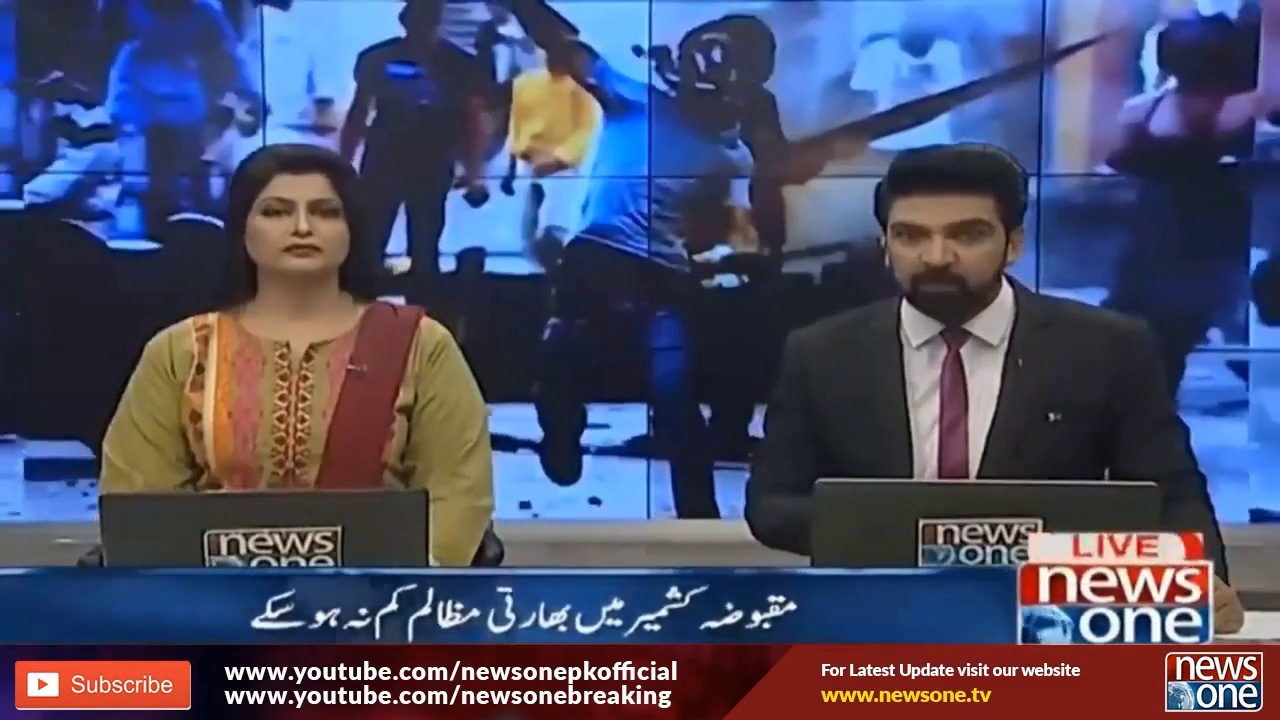 news
one
news
one
LIVE
news
one
مقبوضہ کشمیر میں بھارتی مظالم کم نہ ہو سکے
Subscribe
www.youtube.com/newsonepkofficial
www.youtube.com/newsonebreaking
For Latest Update visit our website
www.newsone.tv
news
one